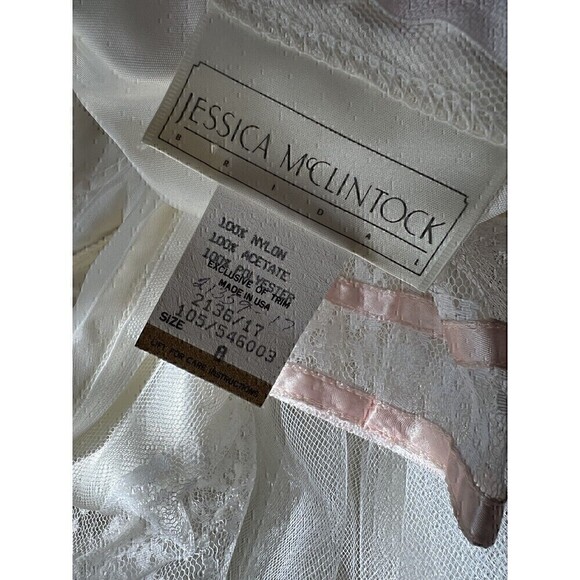 JESSICA McCLINTOCK
BRIDAL
100% NYLON
100% ACETATE
100% POLYESTER
EXCLUSIVE OF TRIM
MADE IN USA
2136/17
105/546003
SIZE 8
LIFT FOR CARE INSTRUCTIONS